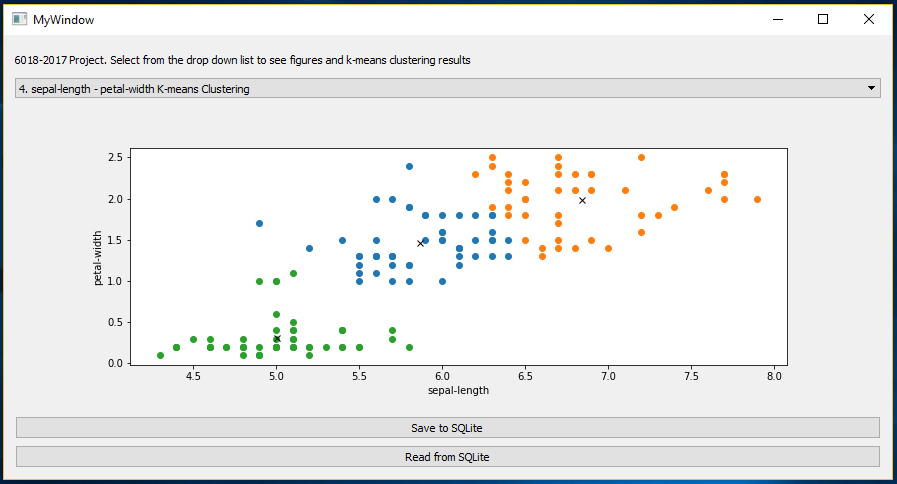 MyWindow
6018-2017 Project. Select from the drop down list to see figures and k-means clustering results
4. sepal-length - petal-width K-means Clustering
2.5
2.0
1.5
1.0
0.5
0.0
petal-width
4.5 5.0 5.5 6.0 6.5 7.0 7.5 8.0
sepal-length
Save to SQLite
Read from SQLite